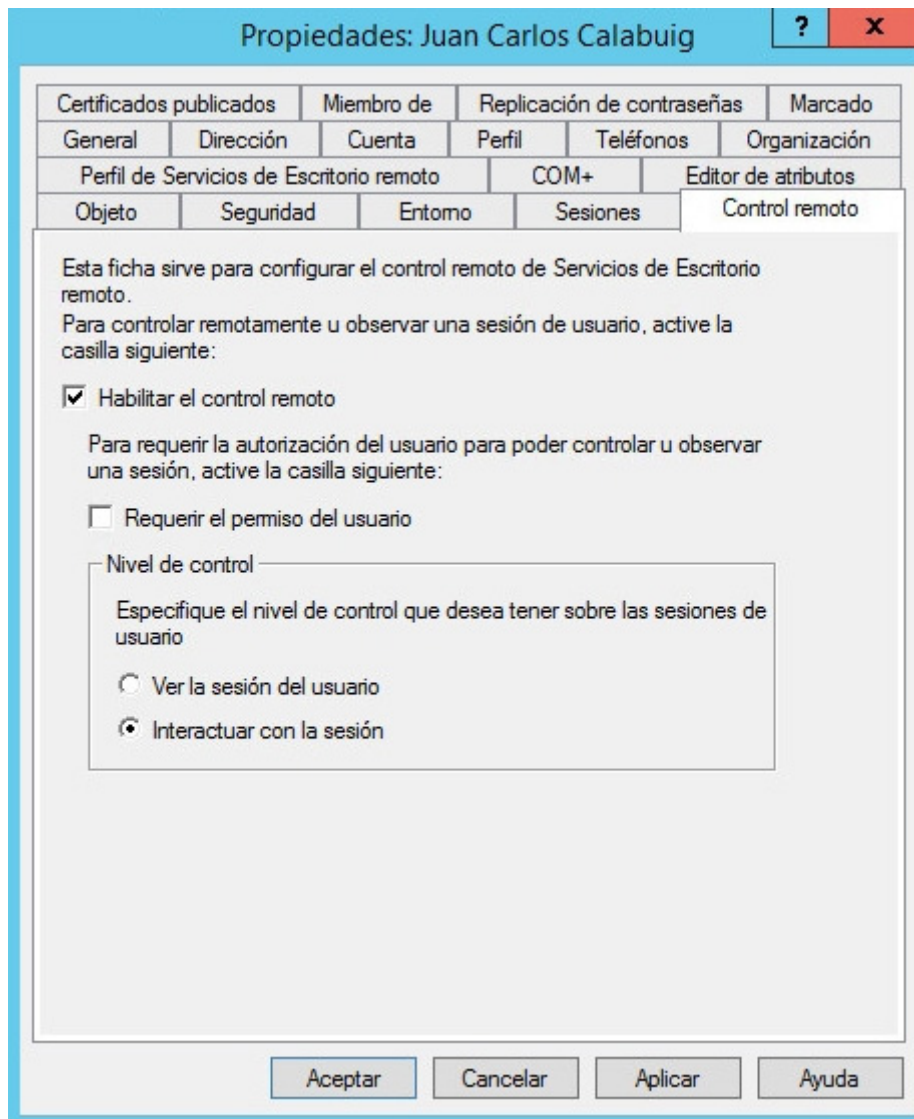 Propiedades: Juan Carlos Calabuig
?
x
Certificados publicados
Miembro de
Replicación de contraseñas
Marcado
General
Dirección
Cuenta
Perfil
Teléfonos
Organización
Perfil de Servicios de Escritorio remoto
COM+
Editor de atributos
Objeto
Seguridad
Entorno
Sesiones
Control remoto
Esta ficha sirve para configurar el control remoto de Servicios de Escritorio
remoto.
Para controlar remotamente u observar una sesión de usuario, active la
casilla siguiente:
Habilitar el control remoto
Para requerir la autorización del usuario para poder controlar u observar
una sesión, active la casilla siguiente:
Requerir el permiso del usuario
Nivel de control
Especifique el nivel de control que desea tener sobre las sesiones de
usuario
Ver la sesión del usuario
Interactuar con la sesión
Aceptar
Cancelar
Aplicar
Ayuda